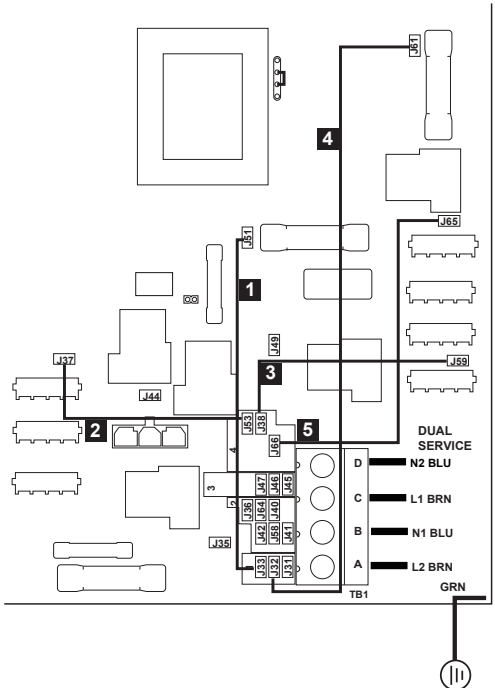 J61
4
J65
J51
1
J49
J37
J59
3
J44
J53
J38
2
5
J66
DUAL
SERVICE
4
D
N2 BLU
J47
J46
J45
3
C
L1 BRN
2
J36
J64
J40
J42
J58
J41
B
N1 BLU
J35
J33
J32
J31
A
L2 BRN
TB1
GRN